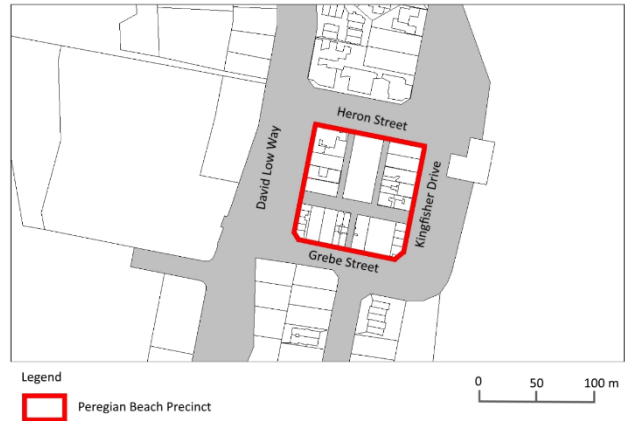 Heron Street
David Low Way
Kingfisher Drive
Grebe Street
Legend
Peregian Beach Precinct
0 50 100 m